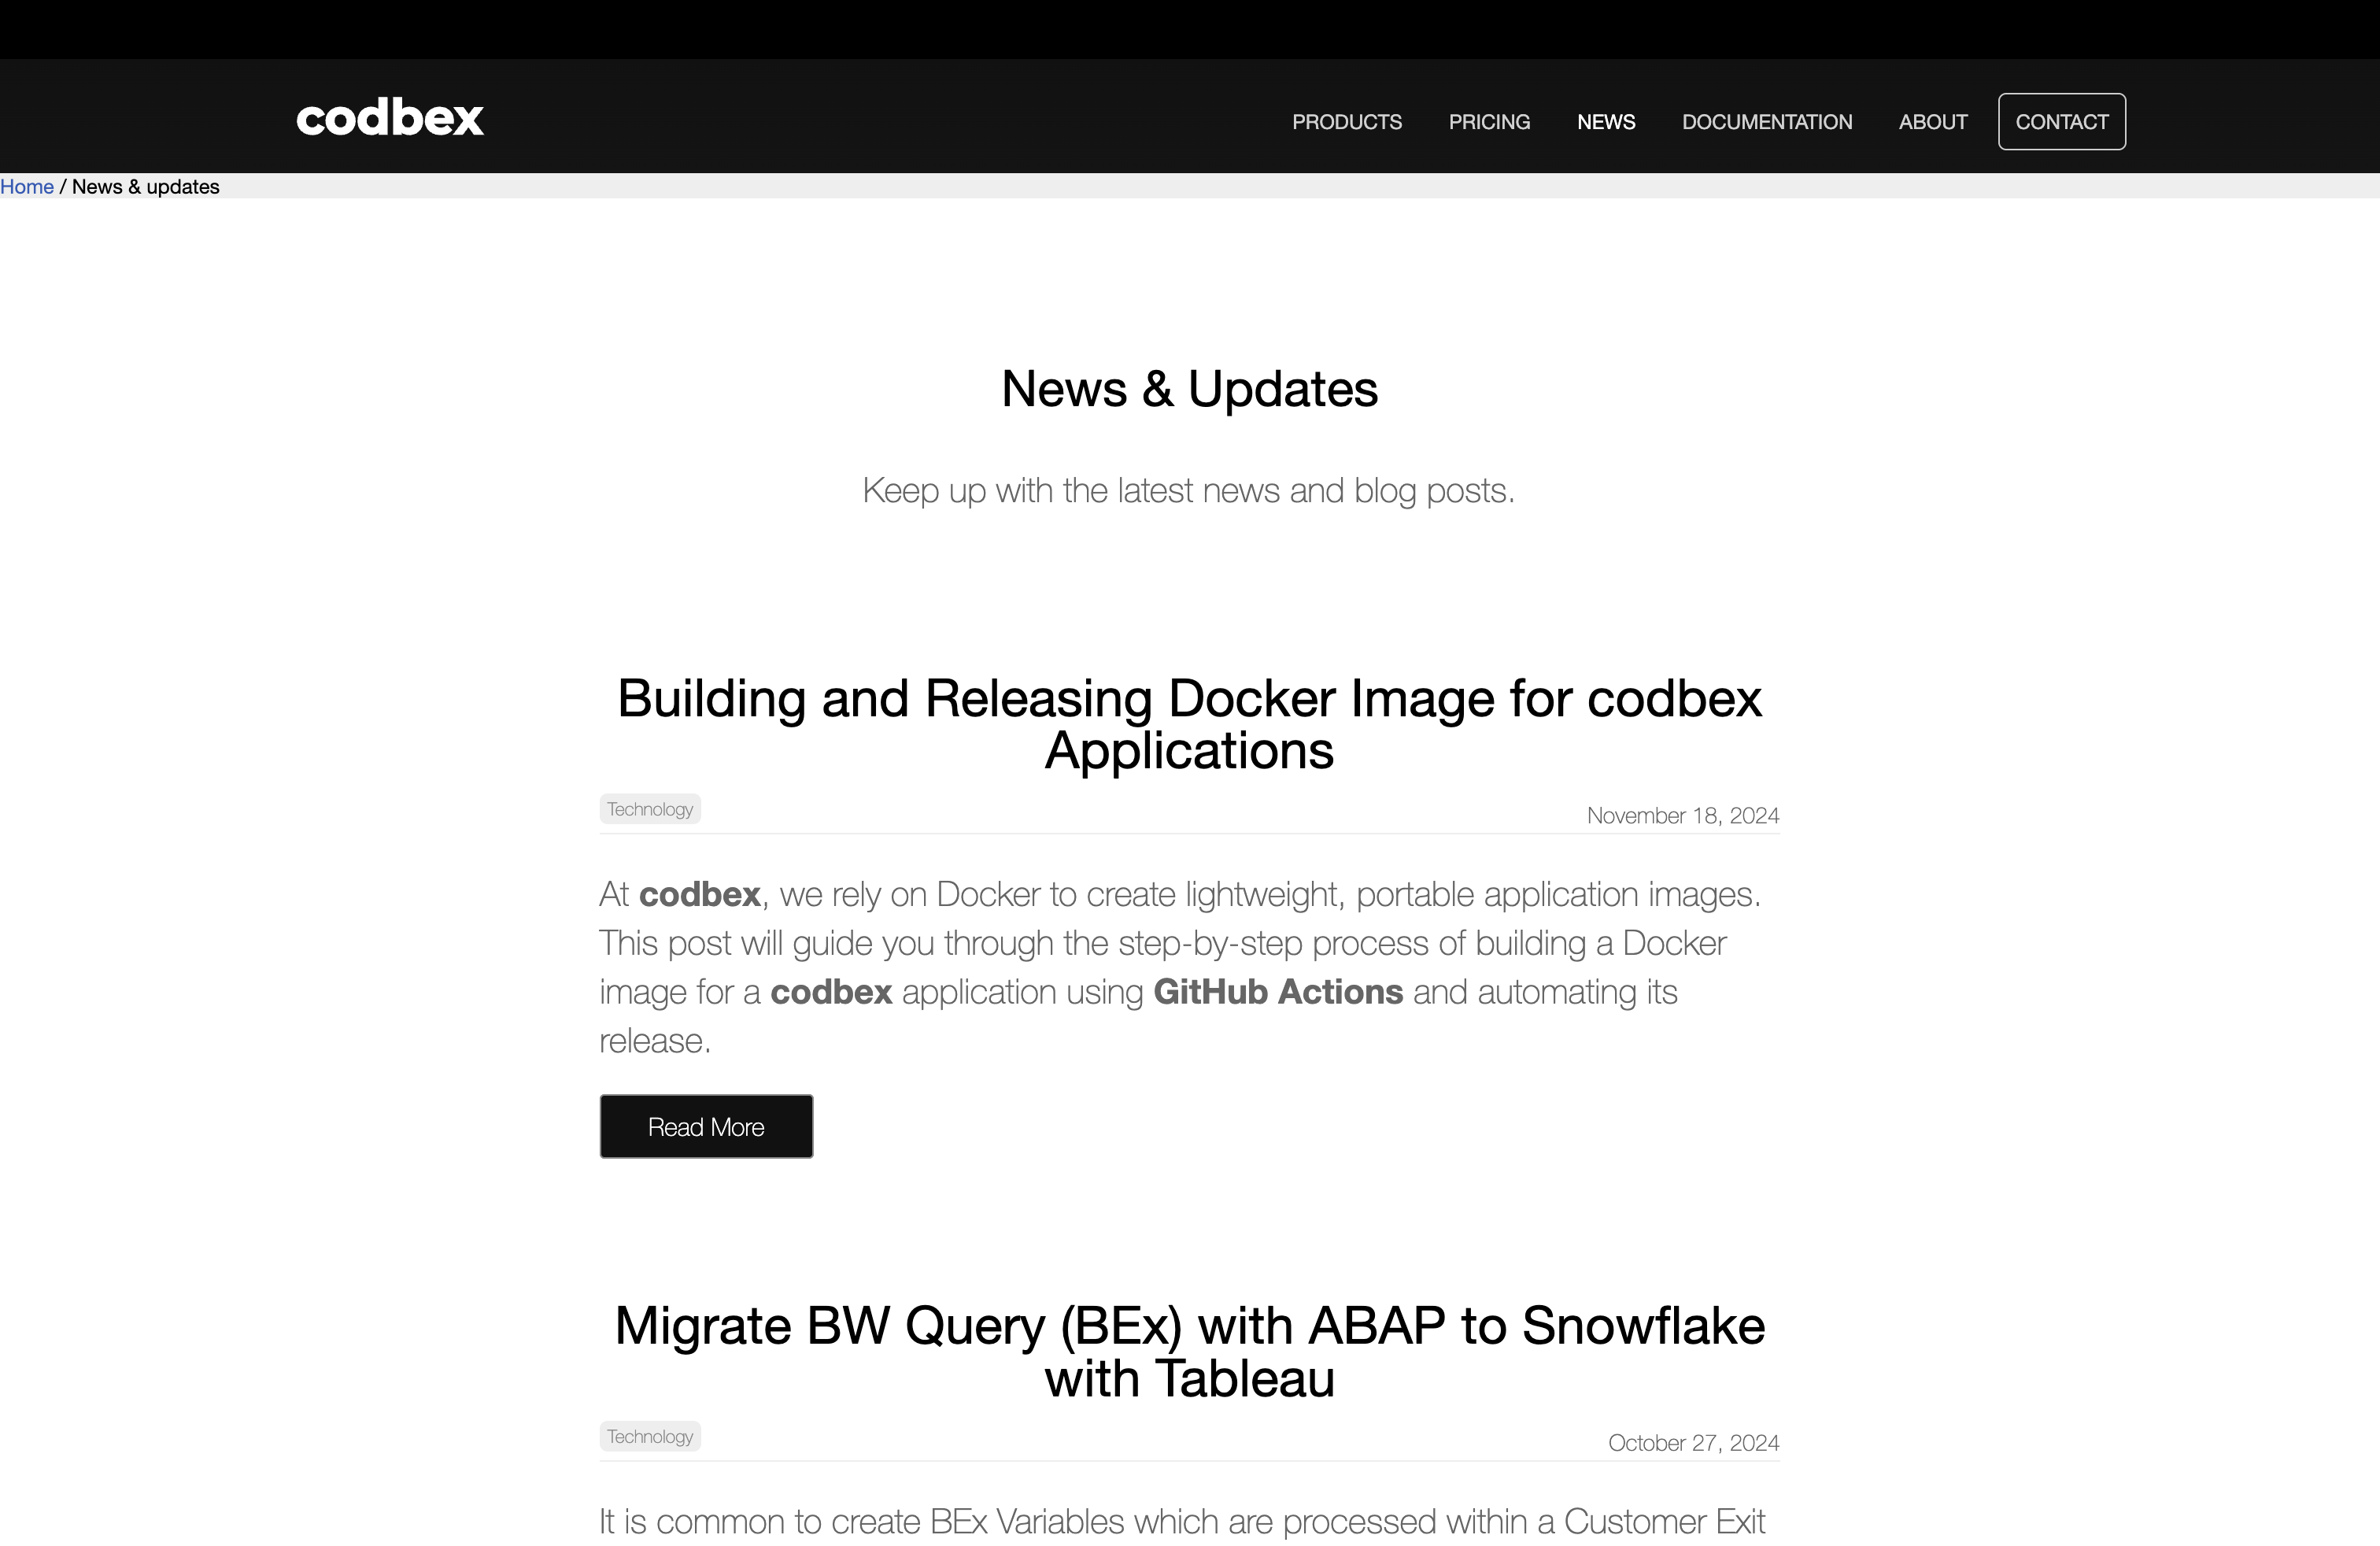 codbex
PRODUCTS PRICING NEWS DOCUMENTATION ABOUT CONTACT
Home / News & updates
News & Updates
Keep up with the latest news and blog posts.
Building and Releasing Docker Image for codbex
Applications
Technology November 18, 2024
At codbex, we rely on Docker to create lightweight, portable application images.
This post will guide you through the step-by-step process of building a Docker
image for a codbex application using GitHub Actions and automating its
release.
Read More
Migrate BW Query (BEx) with ABAP to Snowflake
with Tableau
Technology October 27, 2024
It is common to create BEx Variables which are processed within a Customer Exit